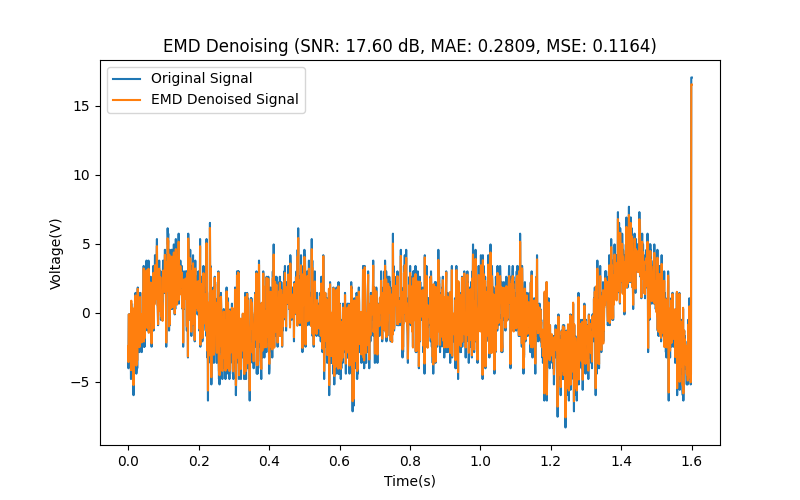 EMD Denoising (SNR: 17.60 dB, MAE: 0.2809, MSE: 0.1164)
Original Signal
EMD Denoised Signal
15
10
5
0
−5
Voltage(V)
0.0 0.2 0.4 0.6 0.8 1.0 1.2 1.4 1.6
Time(s)